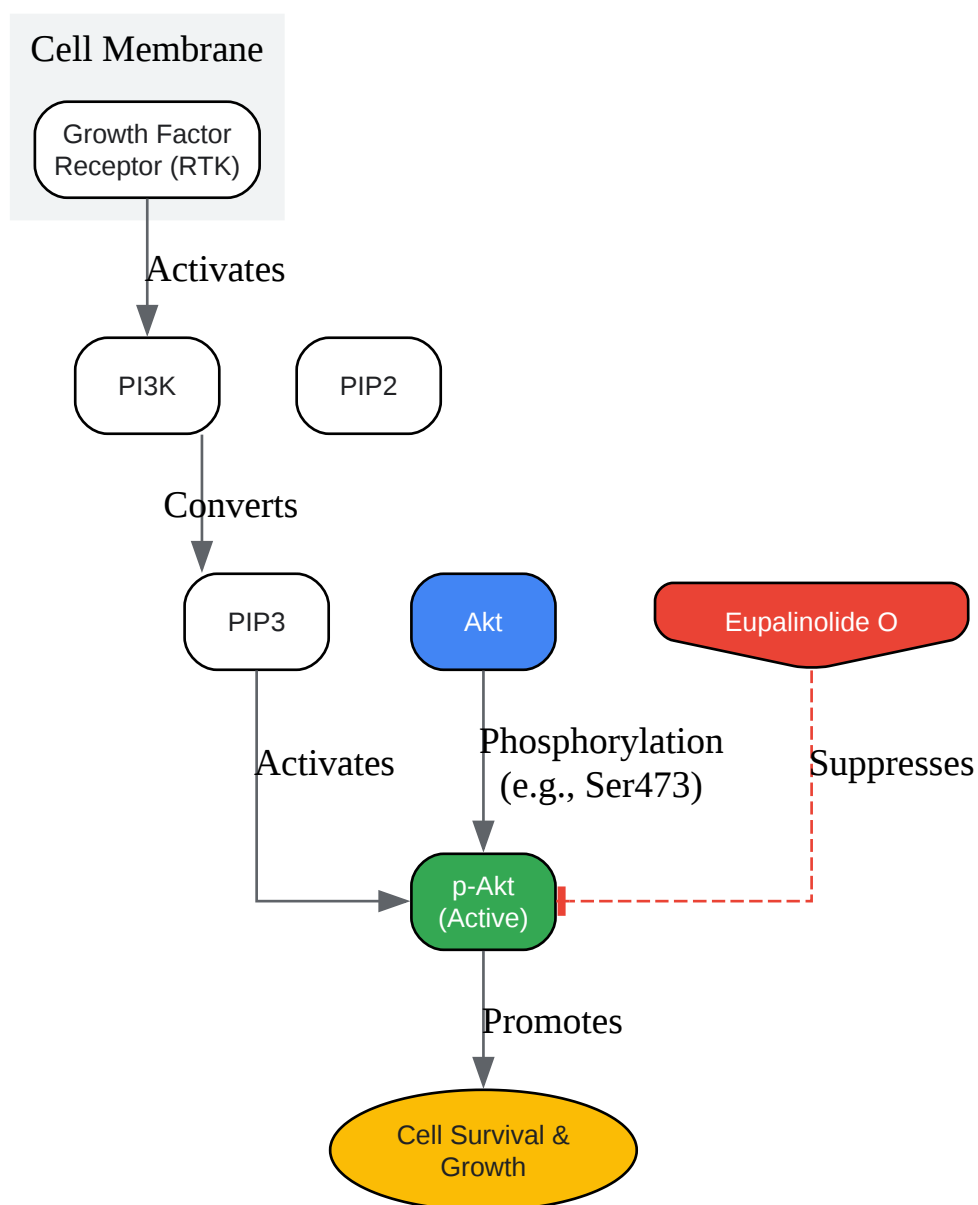 Cell Membrane
Growth Factor
Receptor (RTK)
Activates
PI3K
PIP2
Converts
PIP3
Akt
Eupalinolide O
Activates
Phosphorylation
(e.g., Ser473)
Suppresses
p-Akt
(Active)
Promotes
Cell Survival &
Growth